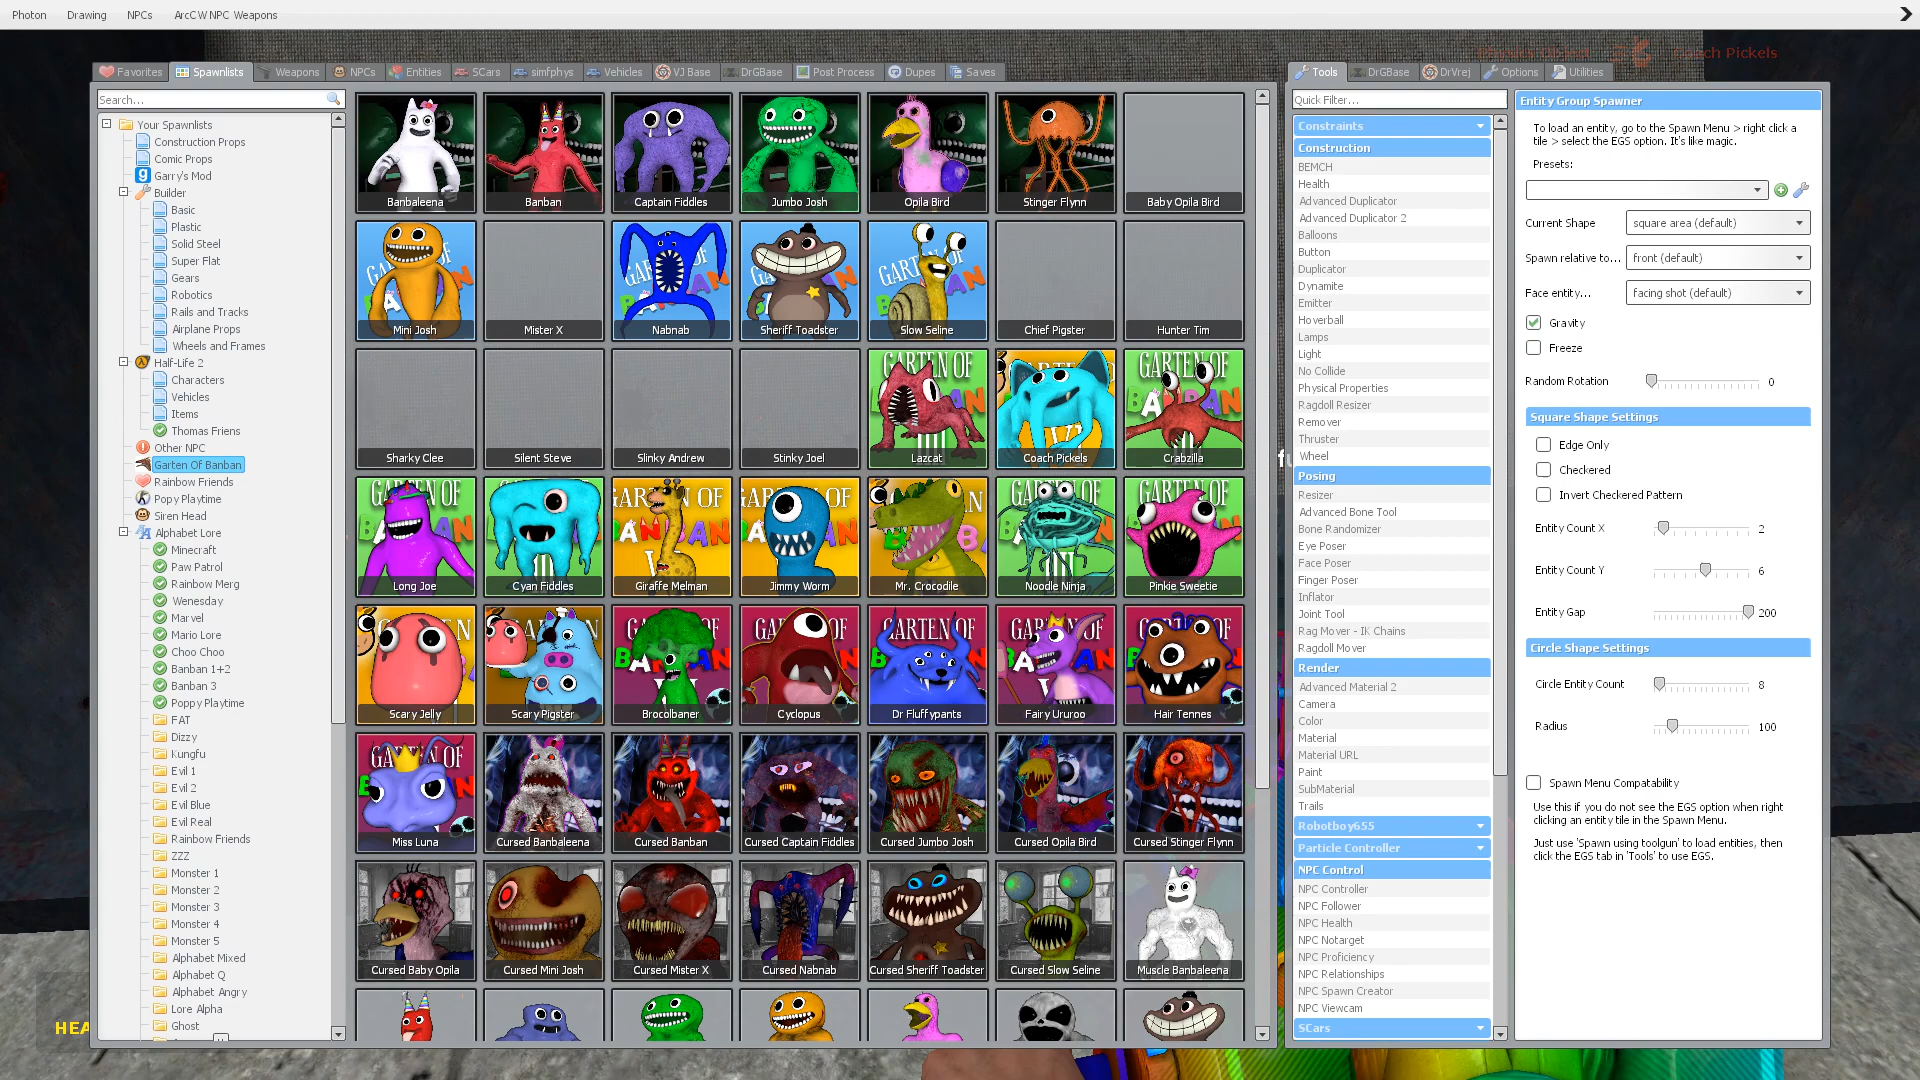 Photon Drawing NPCs ArcCW NPC Weapons
Coach Pickels
Favorites Spawnlists Weapons NPCs Entities SCars simfphys Vehicles VJ Base DrGBase Post Process Dupes Saves
Search...
Your Spawnlists
Construction Props
Comic Props
Garry's Mod
Builder
Basic
Plastic
Solid Steel
Super Flat
Gears
Robotics
Rails and Tracks
Airplane Props
Wheels and Frames
Half-Life 2
Characters
Vehicles
Items
Thomas Friens
Other NPC
Garten Of Banban
Rainbow Friends
Popy Playtime
Siren Head
Alphabet Lore
Minecraft
Paw Patrol
Rainbow Merg
Wenesday
Marvel
Mario Lore
Choo Choo
Banban 1+2
Banban 3
Poppy Playtime
FAT
Dizzy
Kungfu
Evil 1
Evil 2
Evil Blue
Evil Real
Rainbow Friends
ZZZ
Monster 1
Monster 2
Monster 3
Monster 4
Monster 5
Alphabet Mixed
Alphabet Q
Alphabet Angry
Lore Alpha
Ghost
HEA
Banbaleena Banban Captain Fiddles Jumbo Josh Opila Bird Stinger Flynn Baby Opila Bird
Mini Josh Mister X Nabnab Sheriff Toadster Slow Seline Chief Pigster Hunter Tim
Sharky Clee Silent Steve Slinky Andrew Stinky Joel Lazcat Coach Pickels Crabzilla
Long Joe Cyan Fiddles Giraffe Melman Jimmy Worm Mr. Crocodile Noodle Ninja Pinkie Sweetie
Scary Jelly Scary Pigster Brocolbaner Cyclopus Dr Fluffypants Fairy Ururoo Hair Tennes
Miss Luna Cursed Banbaleena Cursed Banban Cursed Captain Fiddles Cursed Jumbo Josh Cursed Opila Bird Cursed Stinger Flynn
Cursed Baby Opila Cursed Mini Josh Cursed Mister X Cursed Nabnab Cursed Sheriff Toadster Cursed Slow Seline Muscle Banbaleena
Tools DrGBase DrVrej Options Utilities
Quick Filter...
Constraints
Construction
BEMCH
Health
Advanced Duplicator
Advanced Duplicator 2
Balloons
Button
Duplicator
Dynamite
Emitter
Hoverball
Lamps
Light
No Collide
Physical Properties
Ragdoll Resizer
Remover
Thruster
Wheel
Posing
Resizer
Advanced Bone Tool
Bone Randomizer
Eye Poser
Face Poser
Finger Poser
Inflator
Joint Tool
Rag Mover - IK Chains
Ragdoll Mover
Render
Advanced Material 2
Camera
Color
Material
Material URL
Paint
SubMaterial
Trails
Robotboy655
Particle Controller
NPC Control
NPC Controller
NPC Follower
NPC Health
NPC Notarget
NPC Proficiency
NPC Relationships
NPC Spawn Creator
NPC Viewcam
SCars
Entity Group Spawner
To load an entity, go to the Spawn Menu > right click a
tile > select the EGS option. It's like magic.
Presets:
Current Shape square area (default)
Spawn relative to... front (default)
Face entity... facing shot (default)
Gravity
Freeze
Random Rotation 0
Square Shape Settings
Edge Only
Checkered
Invert Checkered Pattern
Entity Count X 2
Entity Count Y 6
Entity Gap 200
Circle Shape Settings
Circle Entity Count 8
Radius 100
Spawn Menu Compatability
Use this if you do not see the EGS option when right
clicking an entity tile in the Spawn Menu.
Just use 'Spawn using toolgun' to load entities, then
click the EGS tab in 'Tools' to use EGS.